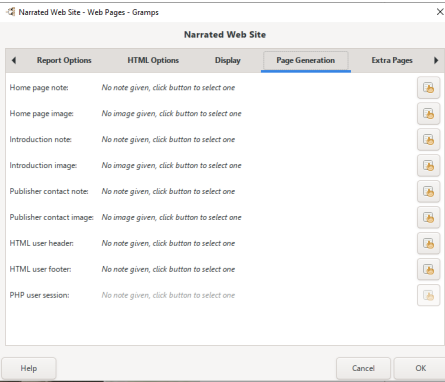 Narrated Web Site - Web Pages - Gramps
Narrated Web Site
Report Options HTML Options Display Page Generation Extra Pages
Home page note: No note given, click button to select one
Home page image: No image given, click button to select one
Introduction note: No note given, click button to select one
Introduction image: No image given, click button to select one
Publisher contact note: No note given, click button to select one
Publisher contact image: No image given, click button to select one
HTML user header: No note given, click button to select one
HTML user footer: No note given, click button to select one
PHP user session: No note given, click button to select one
Help Cancel OK